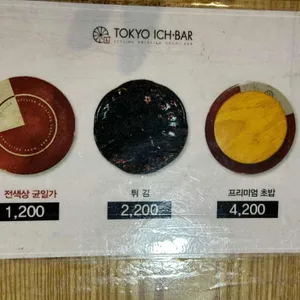 TOKYO ICH·BAR
전색상 균일가
튀 김
프리미엄 초밥
1,200
2,200
4,200